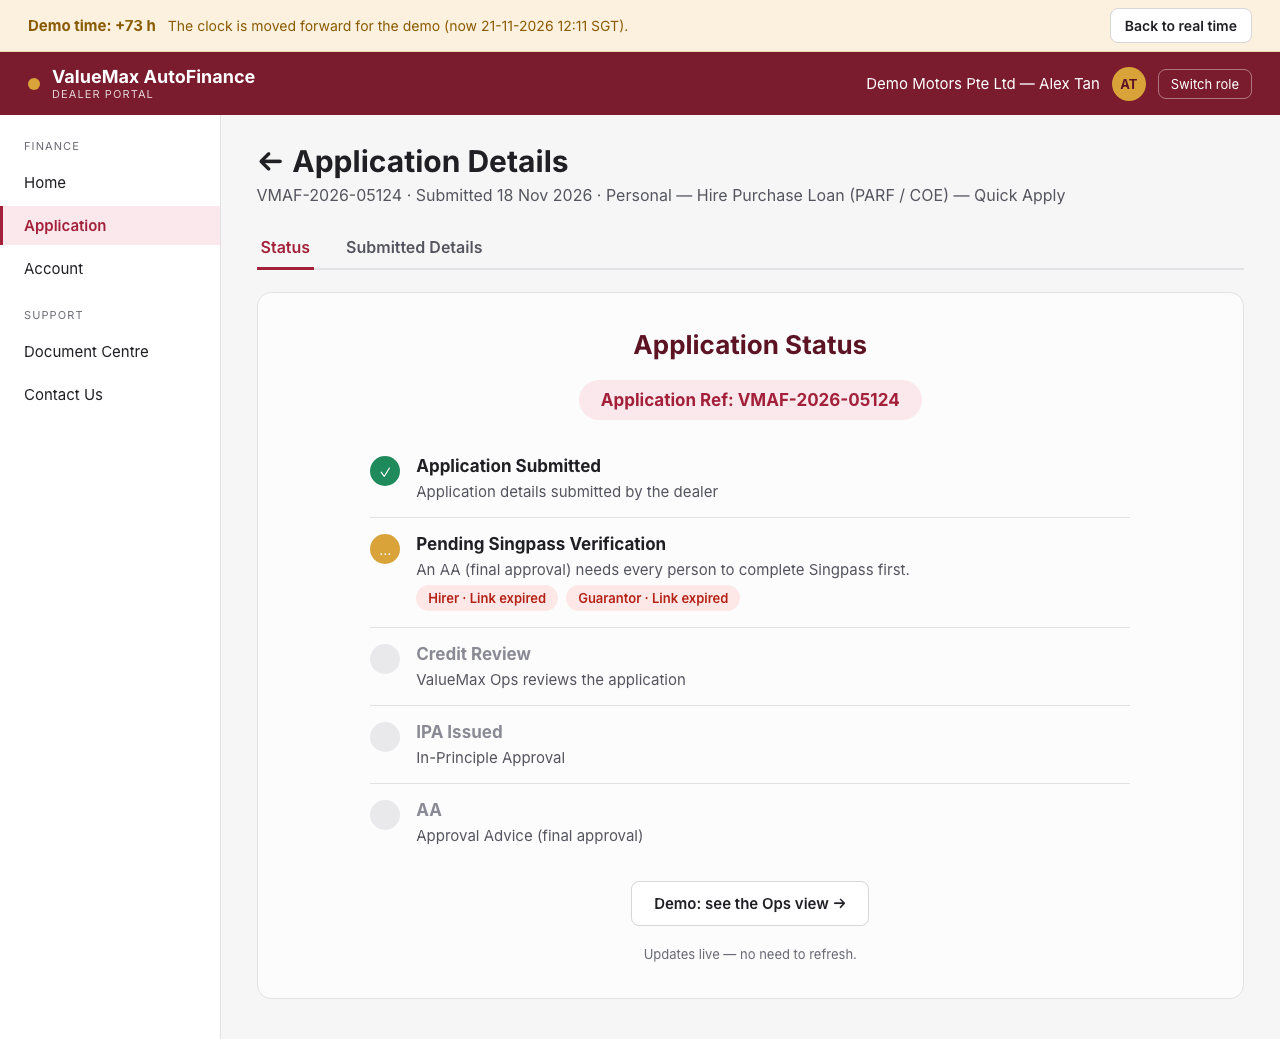 Demo time: +73 h The clock is moved forward for the demo (now 21-11-2026 12:11 SGT).
Back to real time
ValueMax AutoFinance
DEALER PORTAL
Demo Motors Pte Ltd — Alex Tan
AT
Switch role
FINANCE
Home
Application
Account
SUPPORT
Document Centre
Contact Us
← Application Details
VMAF-2026-05124 · Submitted 18 Nov 2026 · Personal — Hire Purchase Loan (PARF / COE) — Quick Apply
Status
Submitted Details
Application Status
Application Ref: VMAF-2026-05124
✓ Application Submitted
Application details submitted by the dealer
… Pending Singpass Verification
An AA (final approval) needs every person to complete Singpass first.
Hirer · Link expired
Guarantor · Link expired
Credit Review
ValueMax Ops reviews the application
IPA Issued
In-Principle Approval
AA
Approval Advice (final approval)
Demo: see the Ops view →
Updates live — no need to refresh.